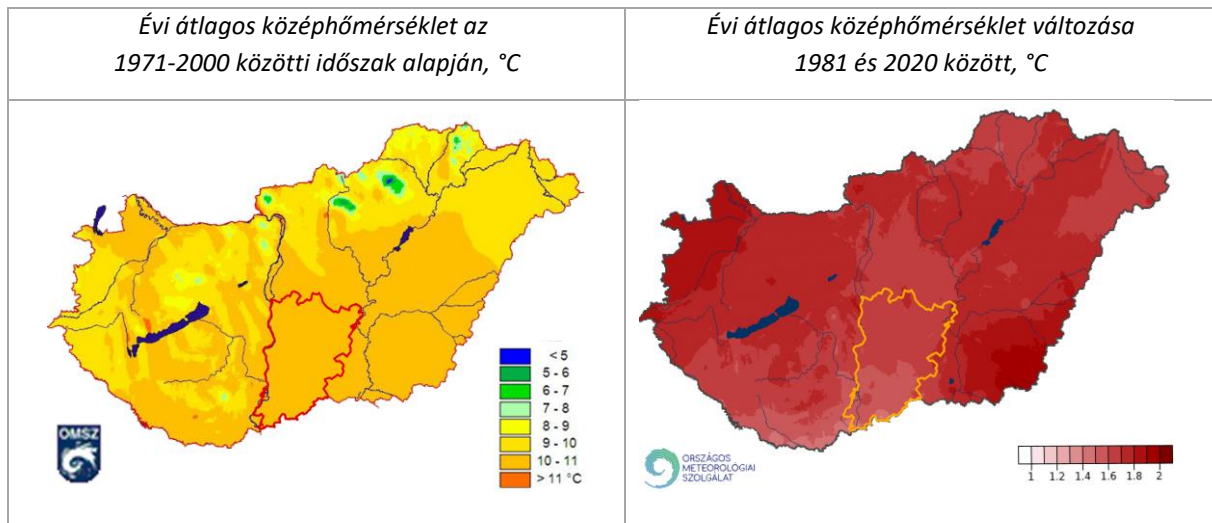 Évi átlagos középhőmérséklet az
1971-2000 közötti időszak alapján, °C
Évi átlagos középhőmérséklet változása
1981 és 2020 között, °C
< 5
5 - 6
6 - 7
7 - 8
8 - 9
9 - 10
10 - 11
> 11 °C
OMSZ
ORSZÁGOS
METEOROLÓGIAI
SZOLGÁLAT
1 1.2 1.4 1.6 1.8 2